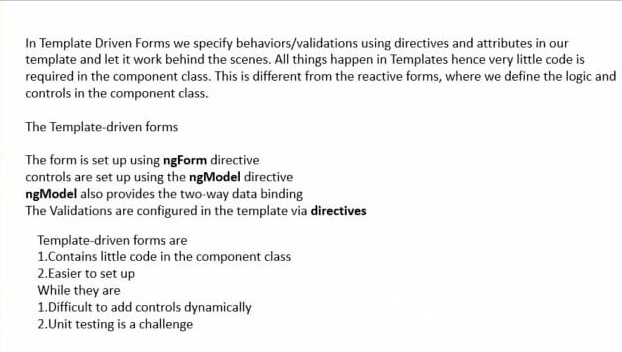 In Template Driven Forms we specify behaviors/validations using directives and attributes in our
template and let it work behind the scenes. All things happen in Templates hence very little code is
required in the component class. This is different from the reactive forms, where we define the logic and
controls in the component class.
The Template-driven forms
The form is set up using ngForm directive
controls are set up using the ngModel directive
ngModel also provides the two-way data binding
The Validations are configured in the template via directives
Template-driven forms are
1.Contains little code in the component class
2.Easier to set up
While they are
1.Difficult to add controls dynamically
2.Unit testing is a challenge